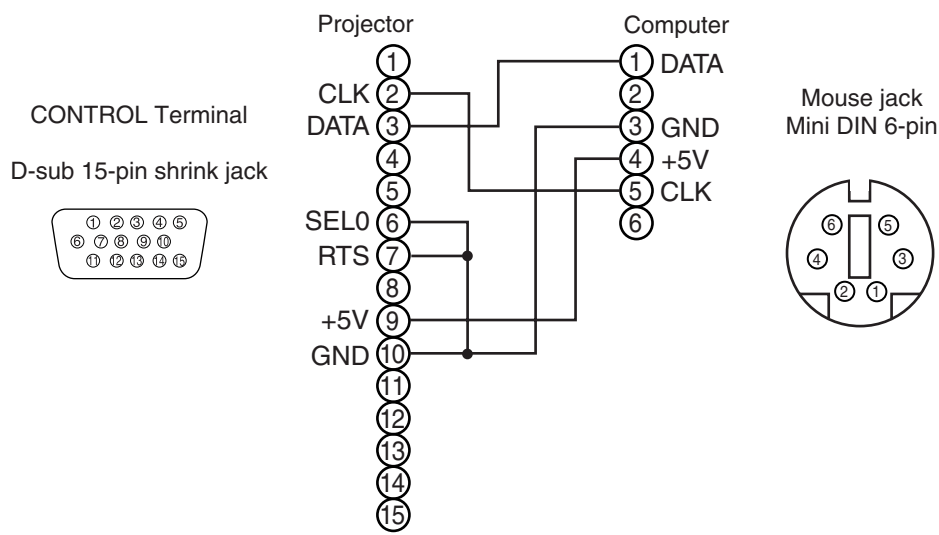 Projector
Computer
CONTROL Terminal
D-sub 15-pin shrink jack
① ② ③ ④ ⑤
⑥ ⑦ ⑧ ⑨ ⑩
⑪ ⑫ ⑬ ⑭ ⑮
①
CLK ②
DATA ③
④
⑤
SEL0 ⑥
RTS ⑦
⑧
+5V ⑨
GND ⑩
⑪
⑫
⑬
⑭
⑮
① DATA
②
③ GND
④ +5V
⑤ CLK
⑥
Mouse jack
Mini DIN 6-pin
⑥ ⑤
④ ③
② ①